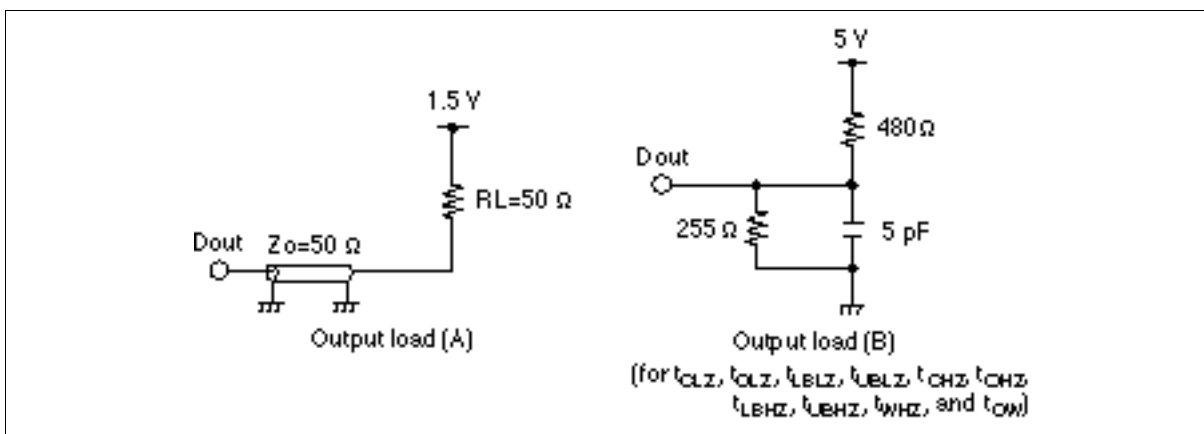 1.5 V
RL=50 Ω
Dout
Zo=50 Ω
Output load (A)
5 V
480 Ω
Dout
255 Ω
5 pF
Output load (B)
(for tCLZ, tOLZ, tLBLZ, tUBLZ, tCHZ, tOHZ,
tLBHZ, tUBHZ, tWHZ, and tOW)